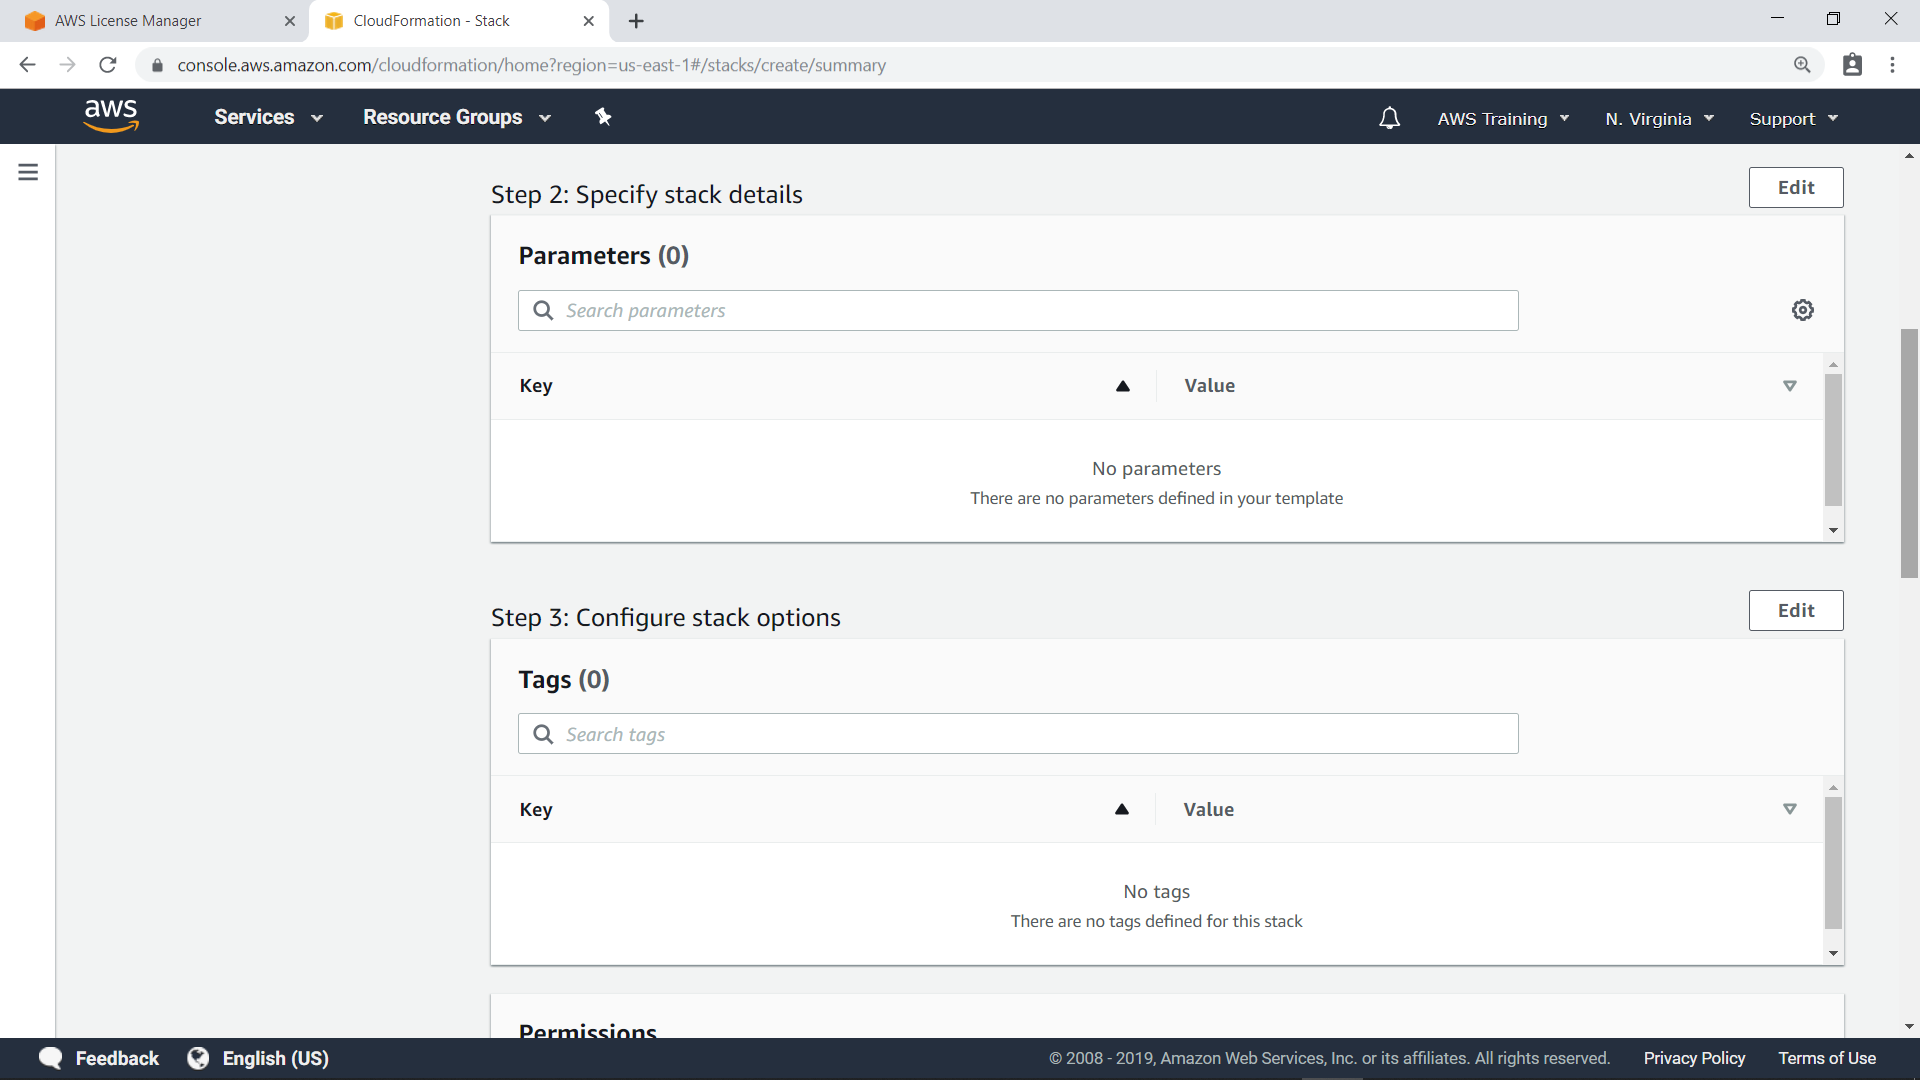 AWS License Manager
CloudFormation - Stack
console.aws.amazon.com/cloudformation/home?region=us-east-1#/stacks/create/summary
aws
Services
Resource Groups
AWS Training
N. Virginia
Support
Step 2: Specify stack details
Edit
Parameters (0)
Search parameters
Key
Value
No parameters
There are no parameters defined in your template
Step 3: Configure stack options
Edit
Tags (0)
Search tags
Key
Value
No tags
There are no tags defined for this stack
Permissions
Feedback
English (US)
© 2008 - 2019, Amazon Web Services, Inc. or its affiliates. All rights reserved.
Privacy Policy
Terms of Use